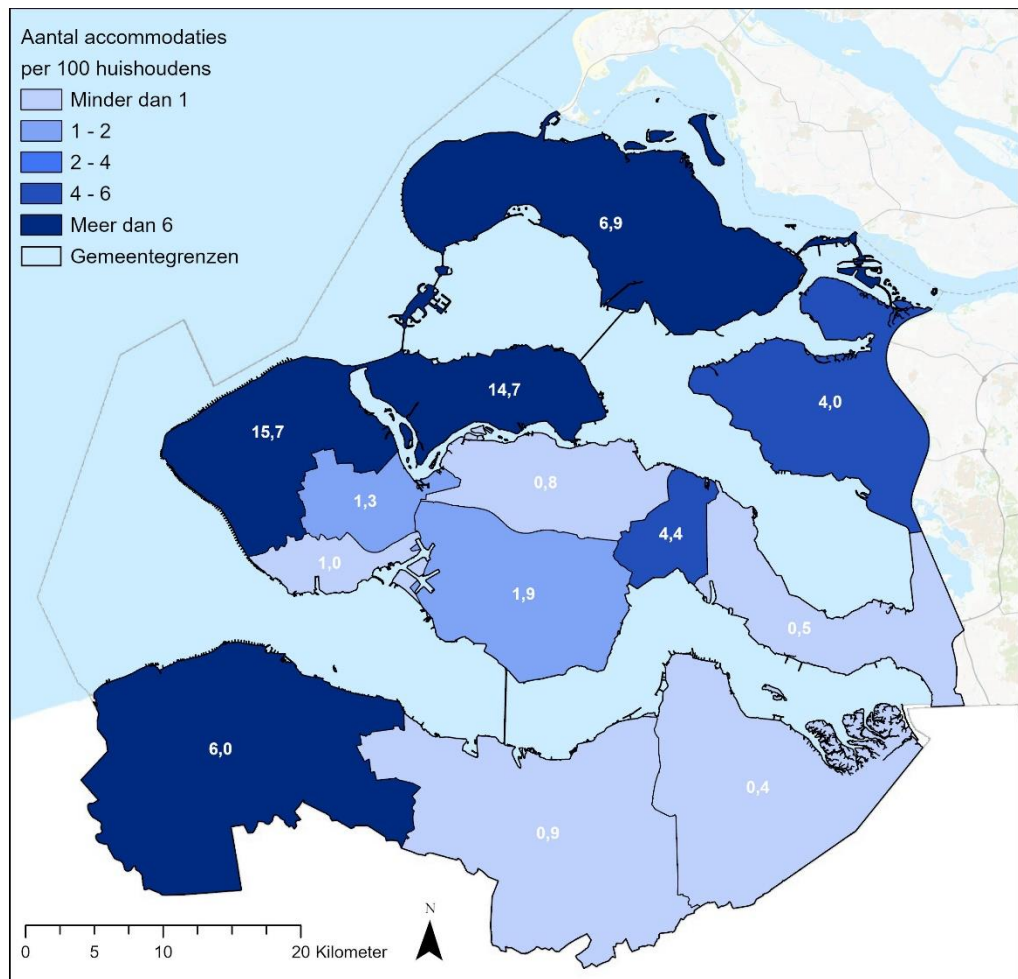 Aantal accommodaties
per 100 huishoudens
Minder dan 1
1 - 2
2 - 4
4 - 6
Meer dan 6
Gemeentegrenzen
6,9
14,7
4,0
15,7
0,8
1,3
4,4
1,0
1,9
0,5
6,0
0,4
0,9
N
0 5 10 20 Kilometer